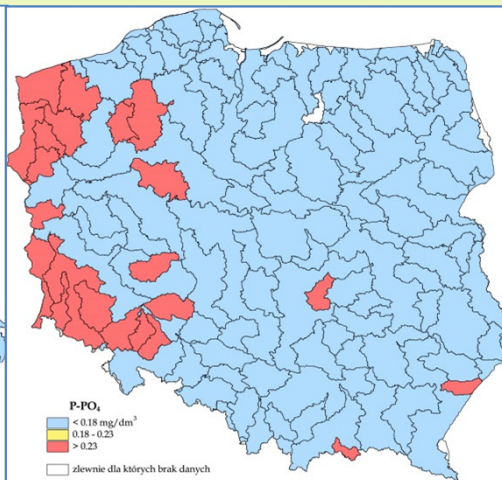 P-PO₄
< 0.18 mg/dm³
0.18 - 0.23
> 0.23
zlewnie dla których brak danych